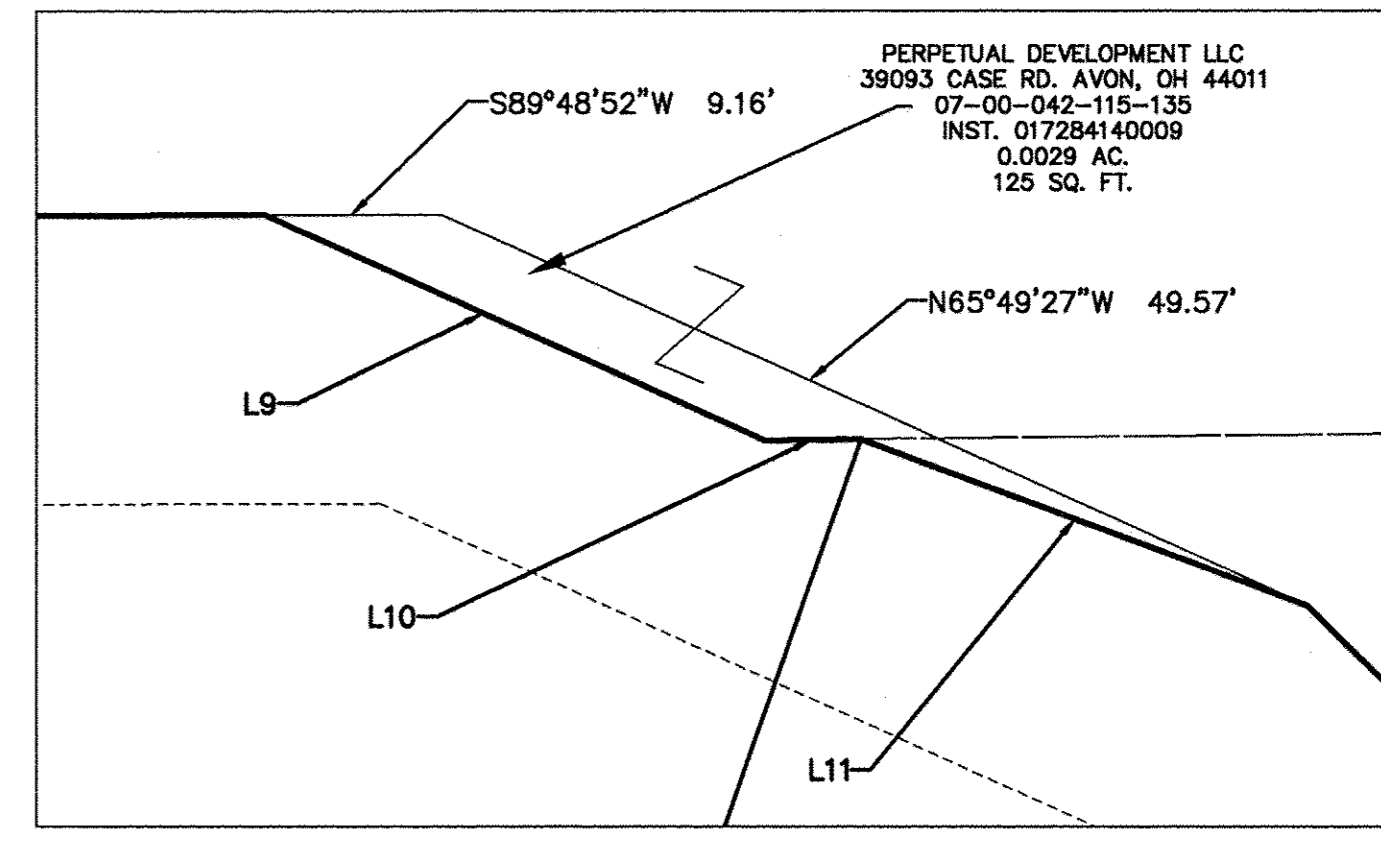 PERPETUAL DEVELOPMENT LLC
39093 CASE RD. AVON, OH 44011
07-00-042-115-135
INST. 017284140009
0.0029 AC.
125 SQ. FT.
S89°48'52"W 9.16'
N65°49'27"W 49.57'
L9
L10
L11